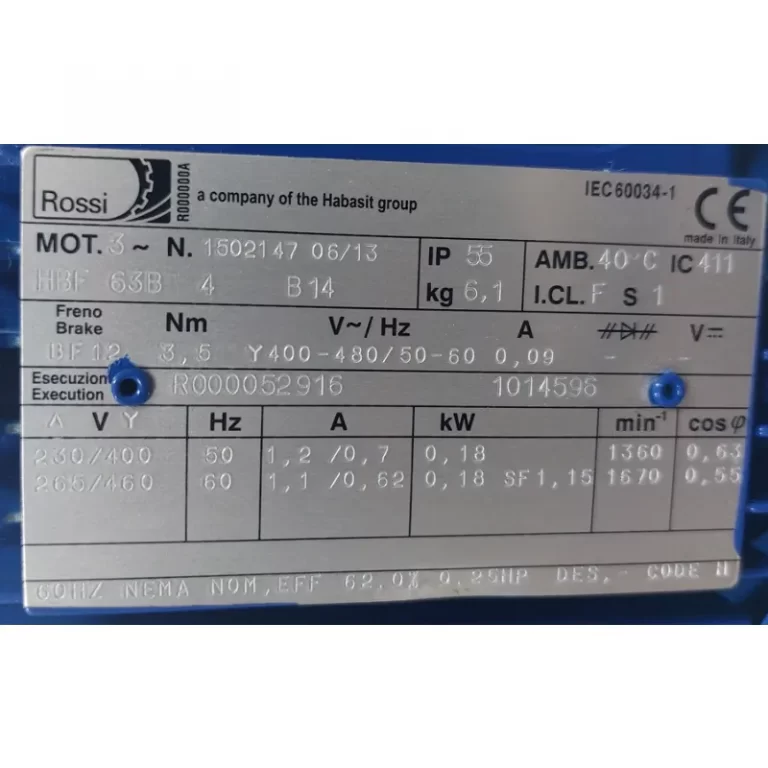 Rossi
R000000A
a company of the Habasit group
IEC 60034-1
CE
made in Italy
MOT. 3 ~ N. 1502147 06/13
IP 55
AMB. 40°C IC 411
HBF 63B 4 B14
kg 6,1
I.CL. F S 1
Freno
Brake
Nm V~/Hz A V
BF12 3,5 Y400-480/50-60 0,09 - -
Esecuzion
Execution
R000052916 1014596
Δ V Y Hz A kW min⁻¹ cosφ
230/400 50 1,2 /0,7 0,18 1360 0,63
265/460 60 1,1 /0,62 0,18 SF1,15 1670 0,55
60HZ NEMA NOM,EFF 62.0% 0.25HP DES,- CODE